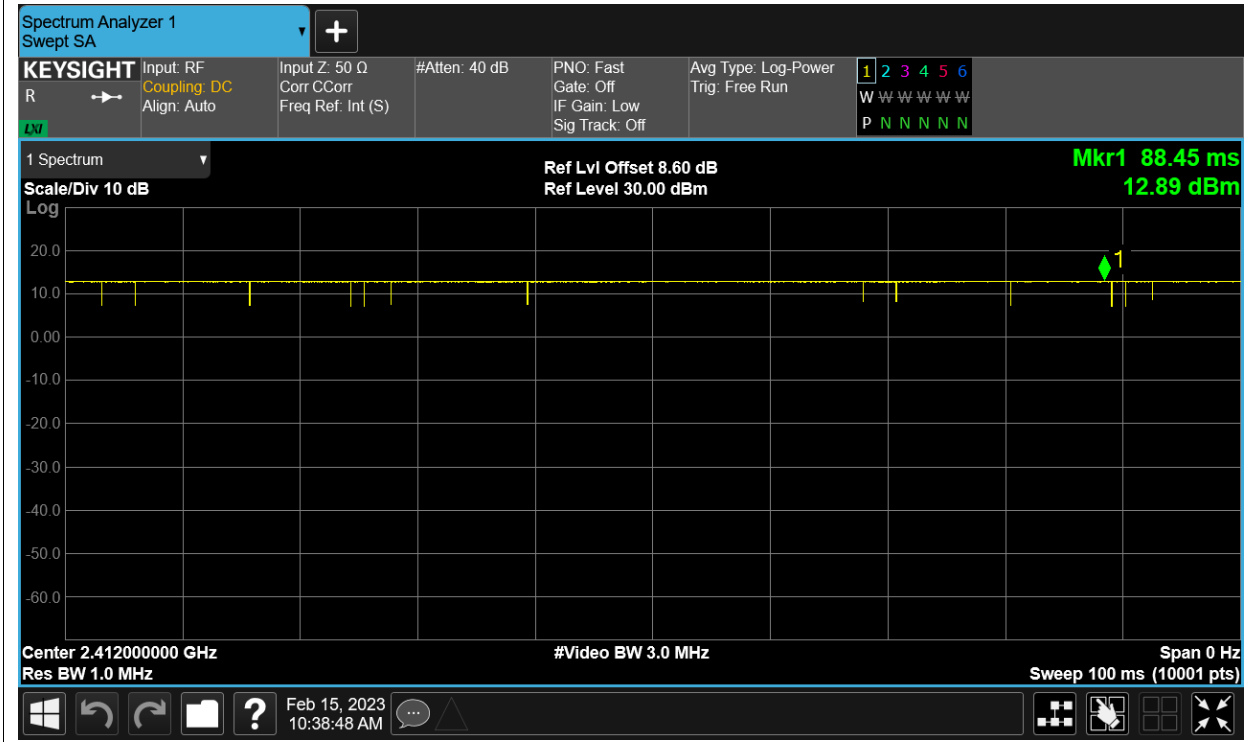 Spectrum Analyzer 1
Swept SA
KEYSIGHT
R
LXI
Input: RF
Coupling: DC
Align: Auto
Input Z: 50 Ω
Corr CCorr
Freq Ref: Int (S)
#Atten: 40 dB
PNO: Fast
Gate: Off
IF Gain: Low
Sig Track: Off
Avg Type: Log-Power
Trig: Free Run
1 2 3 4 5 6
W W W W W W
P N N N N N
1 Spectrum
Scale/Div 10 dB
Ref Lvl Offset 8.60 dB
Ref Level 30.00 dBm
Mkr1 88.45 ms
12.89 dBm
Log
20.0
1
10.0
0.00
-10.0
-20.0
-30.0
-40.0
-50.0
-60.0
Center 2.412000000 GHz
Res BW 1.0 MHz
#Video BW 3.0 MHz
Span 0 Hz
Sweep 100 ms (10001 pts)
?
Feb 15, 2023
10:38:48 AM